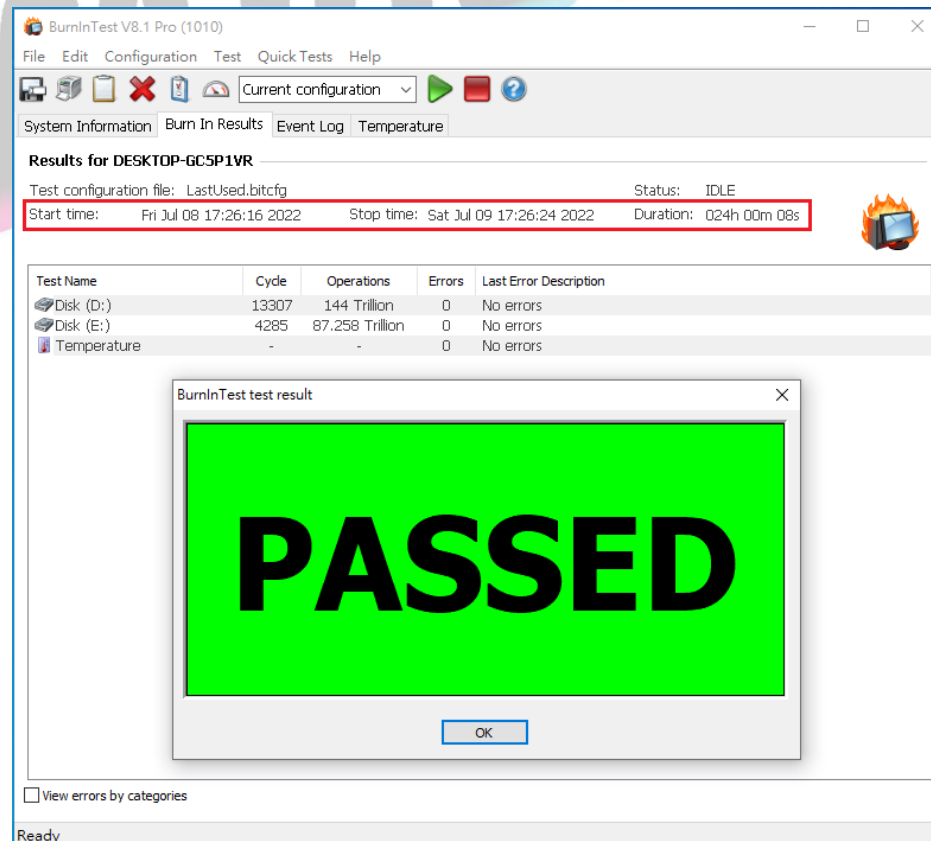 BurnInTest V8.1 Pro (1010)
File Edit Configuration Test Quick Tests Help
Current configuration
System Information Burn In Results Event Log Temperature
Results for DESKTOP-GC5P1VR
Test configuration file: LastUsed.bitcfg Status: IDLE
Start time: Fri Jul 08 17:26:16 2022 Stop time: Sat Jul 09 17:26:24 2022 Duration: 024h 00m 08s
Test Name Cycle Operations Errors Last Error Description
Disk (D:) 13307 144 Trillion 0 No errors
Disk (E:) 4285 87.258 Trillion 0 No errors
Temperature - - 0 No errors
BurnInTest test result
PASSED
OK
View errors by categories
Ready